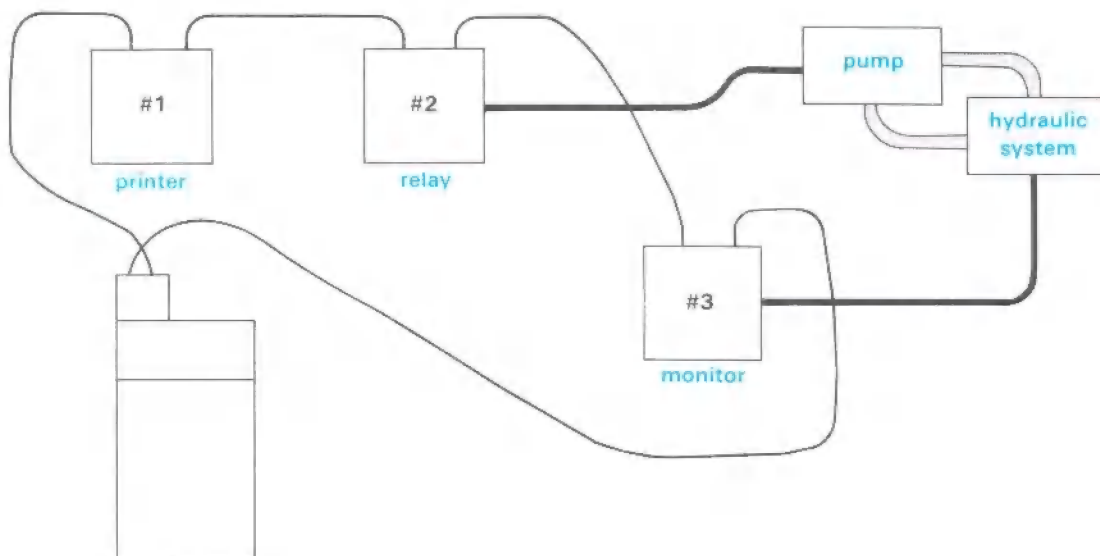 #1
printer
#2
relay
pump
hydraulic
system
#3
monitor